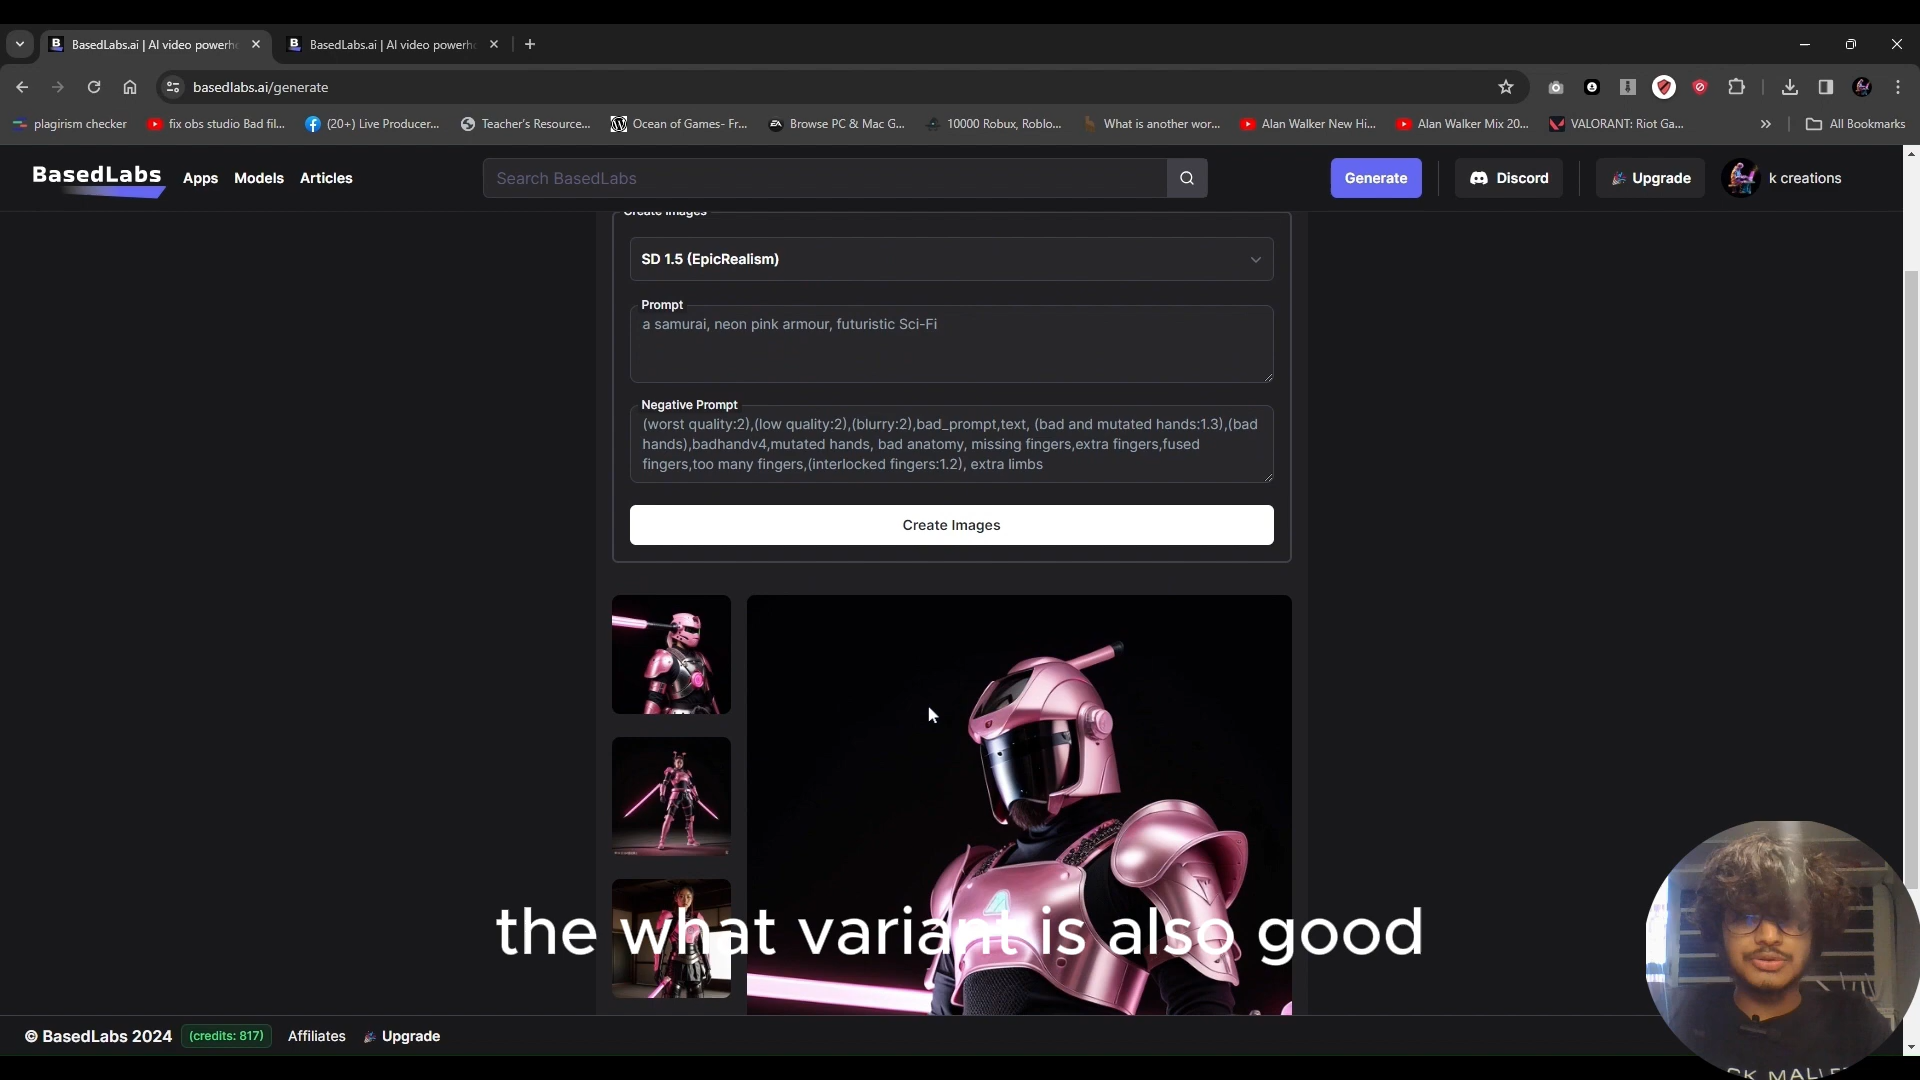 BasedLabs.ai | AI video powerh
BasedLabs.ai | AI video powerh
basedlabs.ai/generate
plagirism checker
fix obs studio Bad fil...
(20+) Live Producer...
Teacher's Resource...
Ocean of Games- Fr...
Browse PC & Mac G...
10000 Robux, Roblo...
What is another wor...
Alan Walker New Hi...
Alan Walker Mix 20...
VALORANT: Riot Ga...
All Bookmarks
BasedLabs
Apps
Models
Articles
Search BasedLabs
Generate
Discord
Upgrade
k creations
Create Images
SD 1.5 (EpicRealism)
Prompt
a samurai, neon pink armour, futuristic Sci-Fi
Negative Prompt
(worst quality:2),(low quality:2),(blurry:2),bad_prompt,text, (bad and mutated hands:1.3),(bad
hands),badhandv4,mutated hands, bad anatomy, missing fingers,extra fingers,fused
fingers,too many fingers,(interlocked fingers:1.2), extra limbs
Create Images
the what variant is also good
© BasedLabs 2024
(credits: 817)
Affiliates
Upgrade